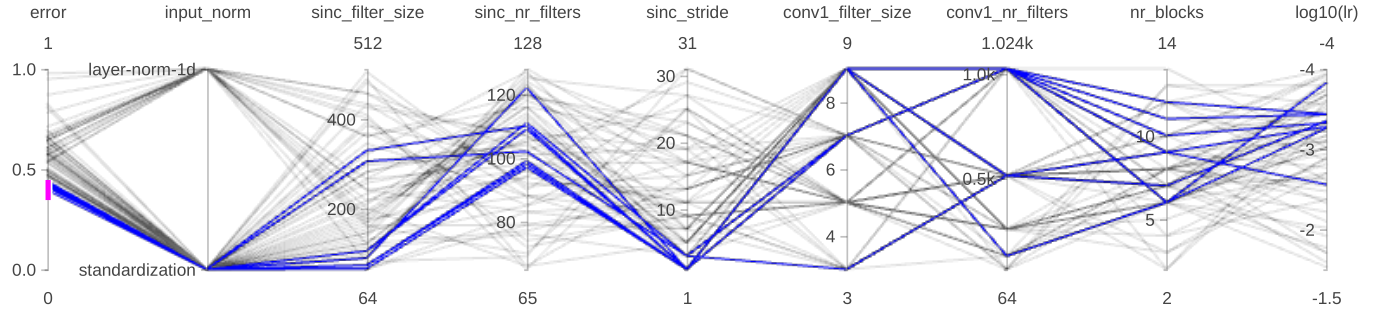 error input_norm sinc_filter_size sinc_nr_filters sinc_stride conv1_filter_size conv1_nr_filters nr_blocks log10(lr)
1 512 128 31 9 1.024k 14 -4
1.0 layer-norm-1d 30 1.0k -4
120
400 8
20 10 -3
0.5 100 6 0.5k
200 10
80 5 -2
4
0.0 standardization
0 64 65 1 3 64 2 -1.5